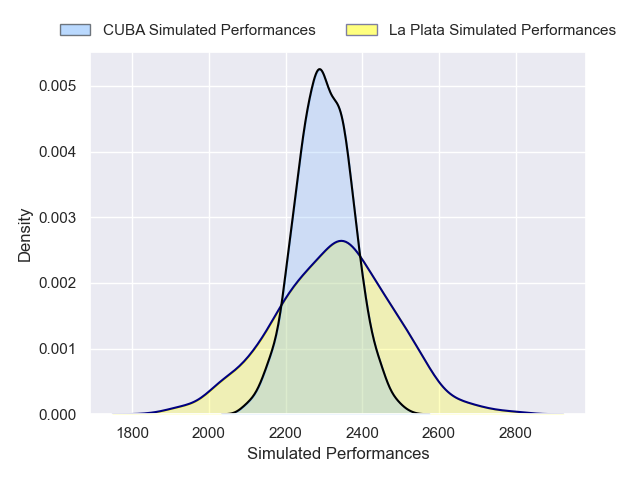 CUBA Simulated Performances La Plata Simulated Performances
0.005
0.004
0.003
0.002
0.001
0.000
Density
1800 2000 2200 2400 2600 2800
Simulated Performances